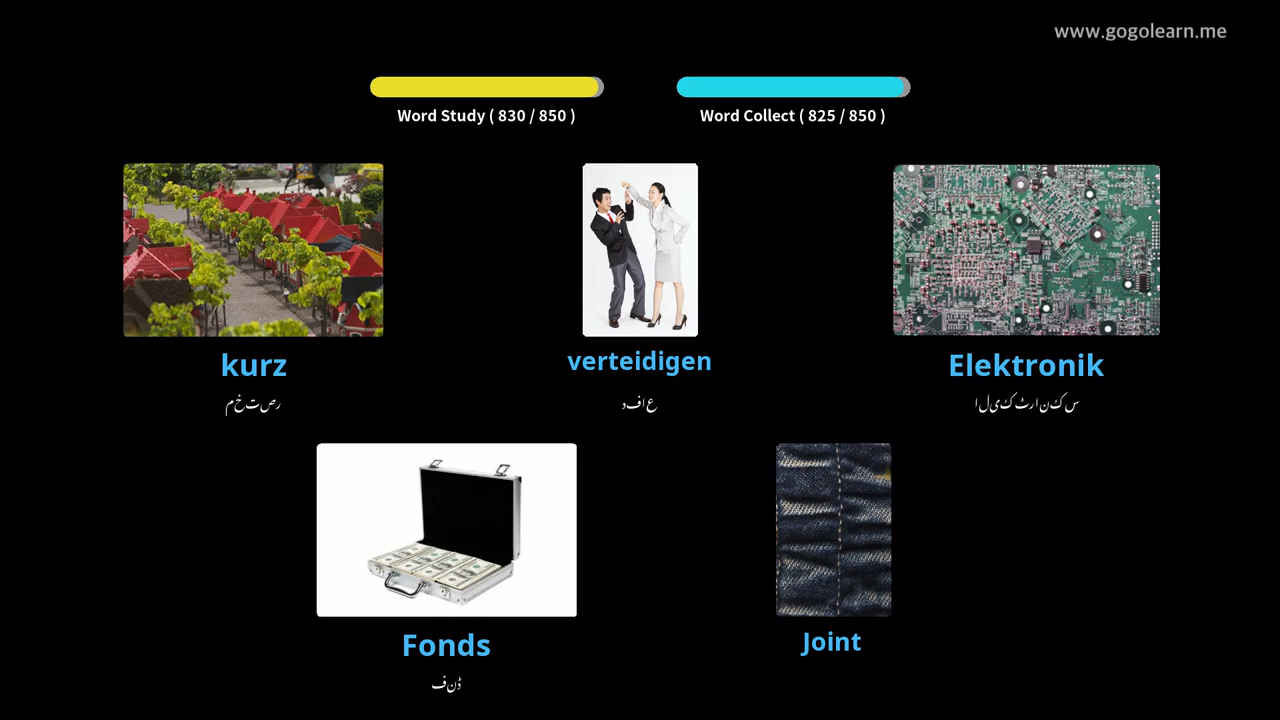 www.gogolearn.me
Word Study ( 830 / 850 )
Word Collect ( 825 / 850 )
kurz
مختصر
verteidigen
دفاع
Elektronik
الیکٹرانکس
Fonds
فنڈ
Joint